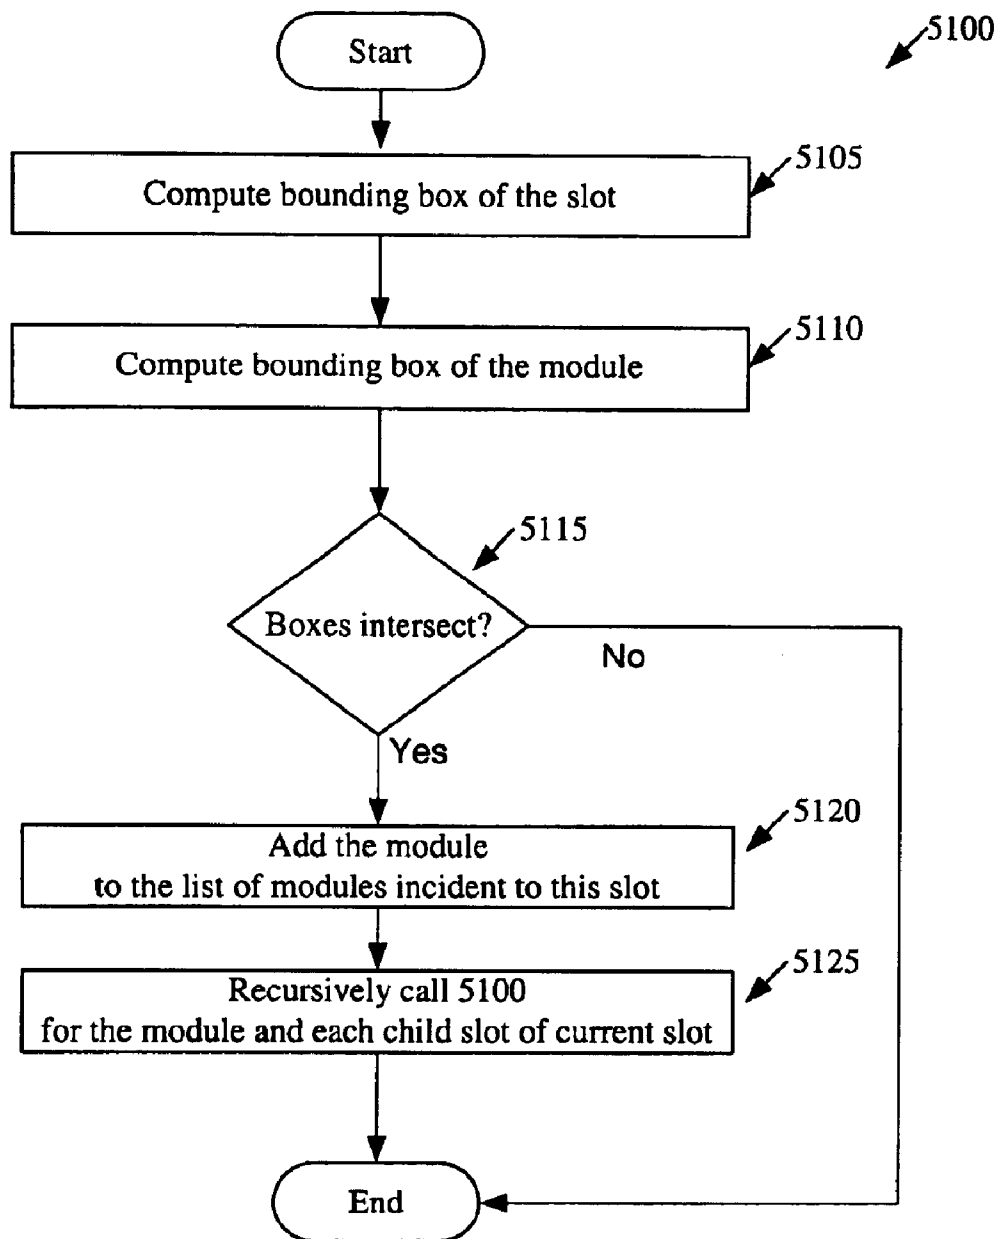 Start
5100
5105
Compute bounding box of the slot
5110
Compute bounding box of the module
5115
Boxes intersect?
No
Yes
5120
Add the module
to the list of modules incident to this slot
5125
Recursively call 5100
for the module and each child slot of current slot
End